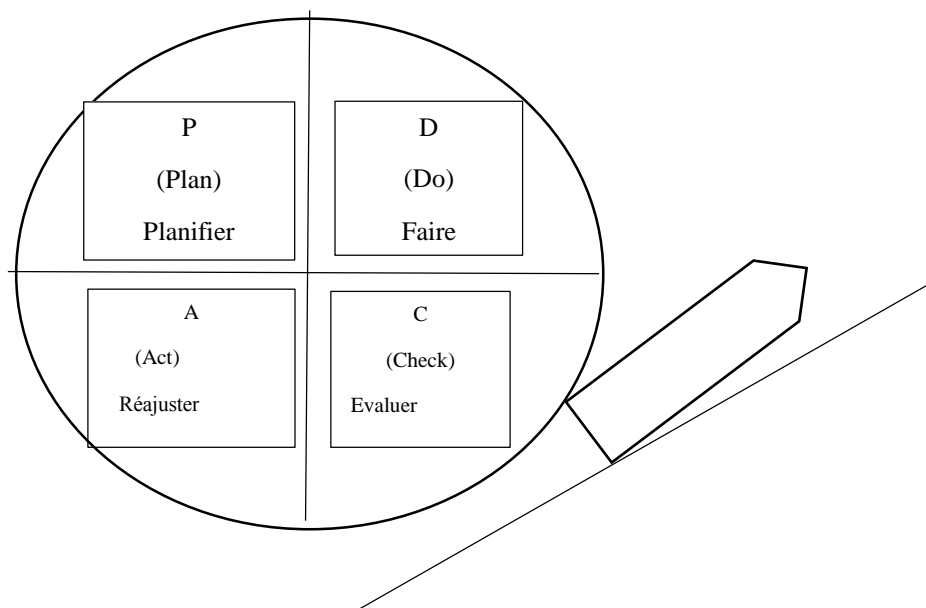 P
(Plan)
Planifier
D
(Do)
Faire
A
(Act)
Réajuster
C
(Check)
Evaluer